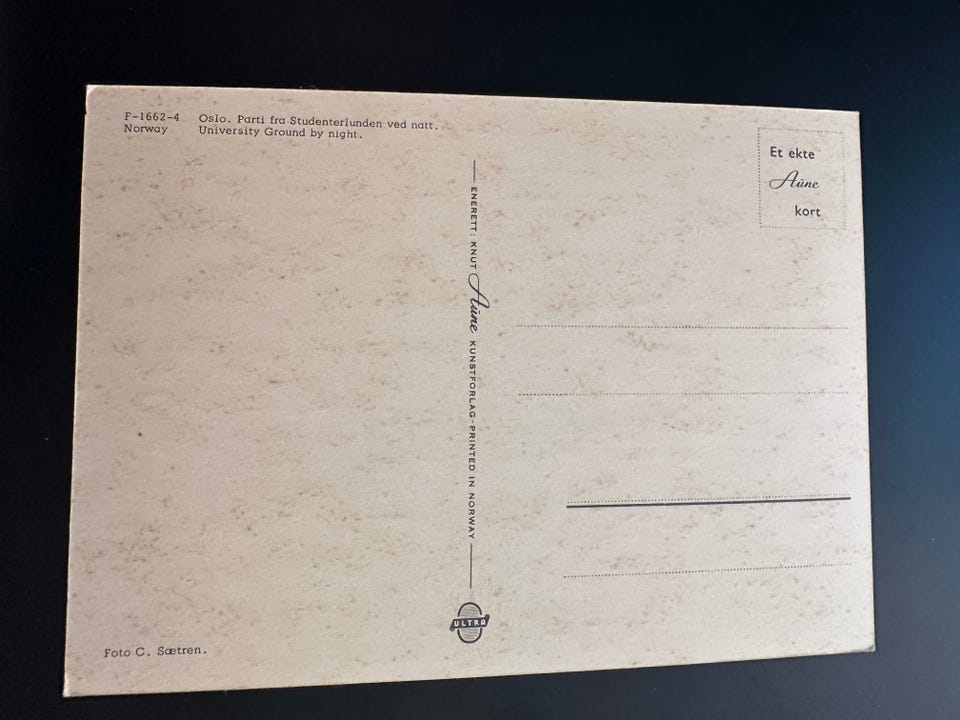 F-1662-4 Oslo. Parti fra Studenterlunden ved natt.
Norway University Ground by night.
Et ekte
Aune
kort
ENERETT: KNUT Aune KUNSTFORLAG - PRINTED IN NORWAY
ULTRA
Foto C. Sætren.